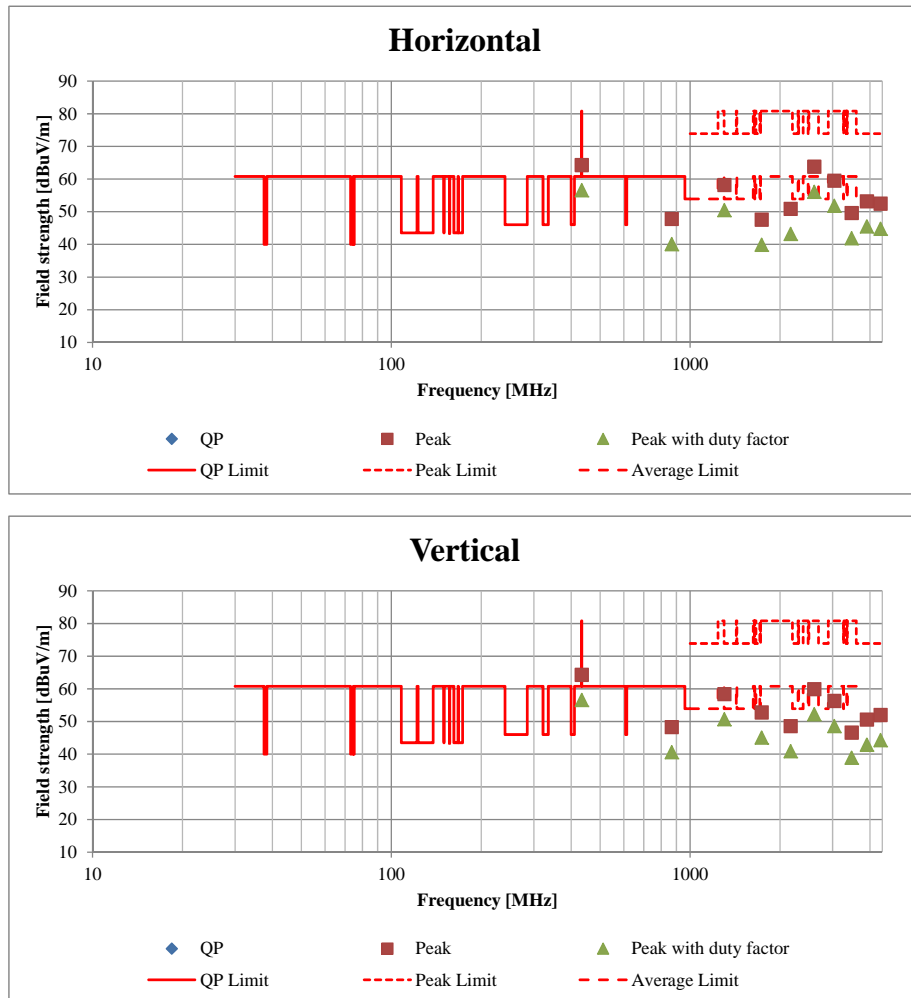 Horizontal
Field strength [dBuV/m]
90
80
70
60
50
40
30
20
10
10 100 1000
Frequency [MHz]
QP Peak Peak with duty factor
QP Limit Peak Limit Average Limit
Vertical
Field strength [dBuV/m]
90
80
70
60
50
40
30
20
10
10 100 1000
Frequency [MHz]
QP Peak Peak with duty factor
QP Limit Peak Limit Average Limit